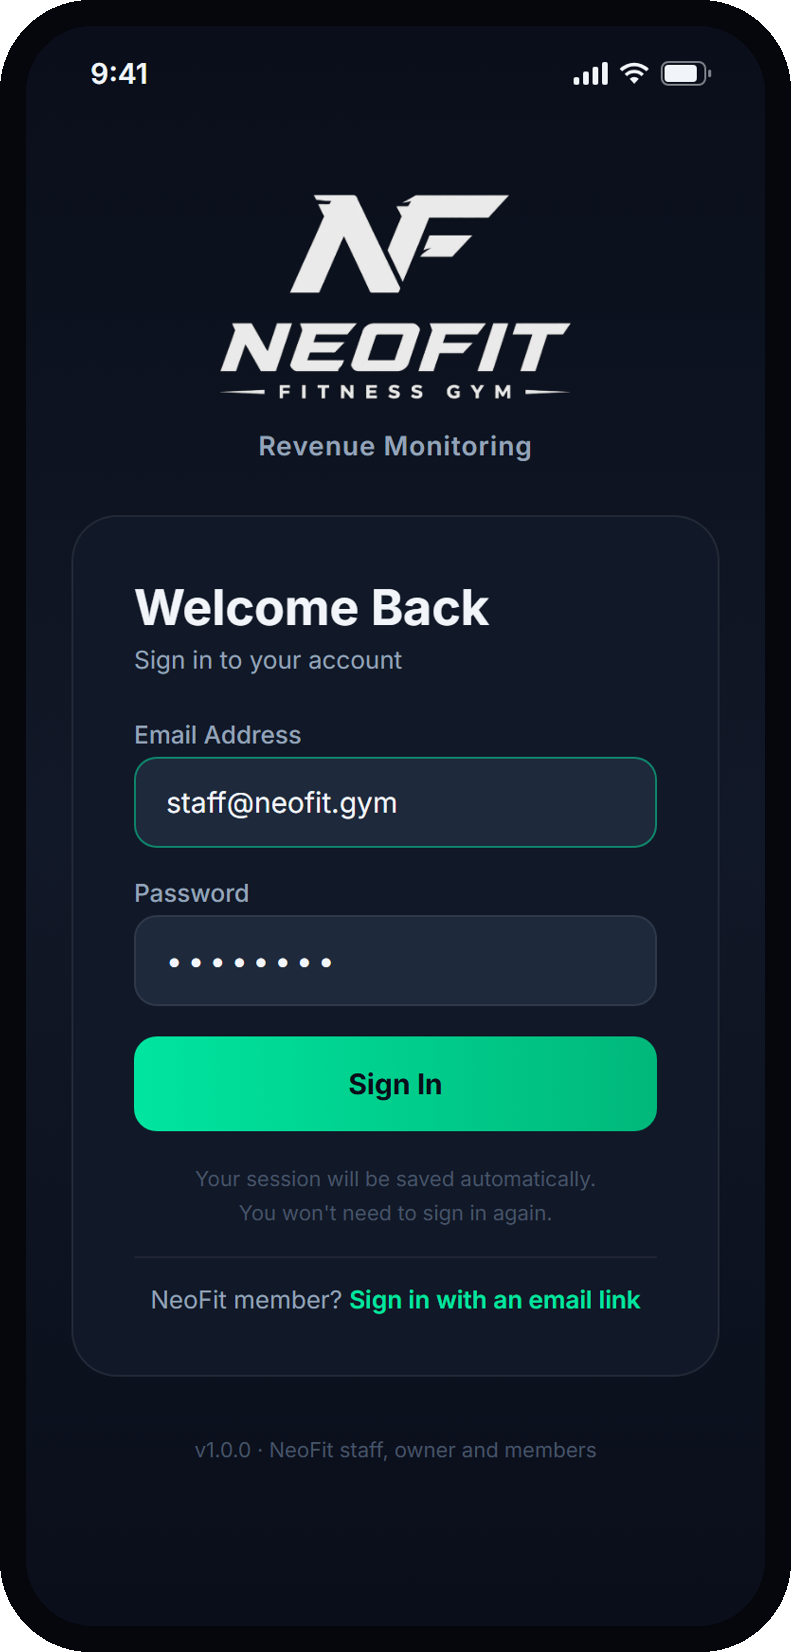 9:41
NF
NEOFIT
FITNESS GYM
Revenue Monitoring
Welcome Back
Sign in to your account
Email Address
staff@neofit.gym
Password
••••••••
Sign In
Your session will be saved automatically.
You won't need to sign in again.
NeoFit member? Sign in with an email link
v1.0.0 · NeoFit staff, owner and members